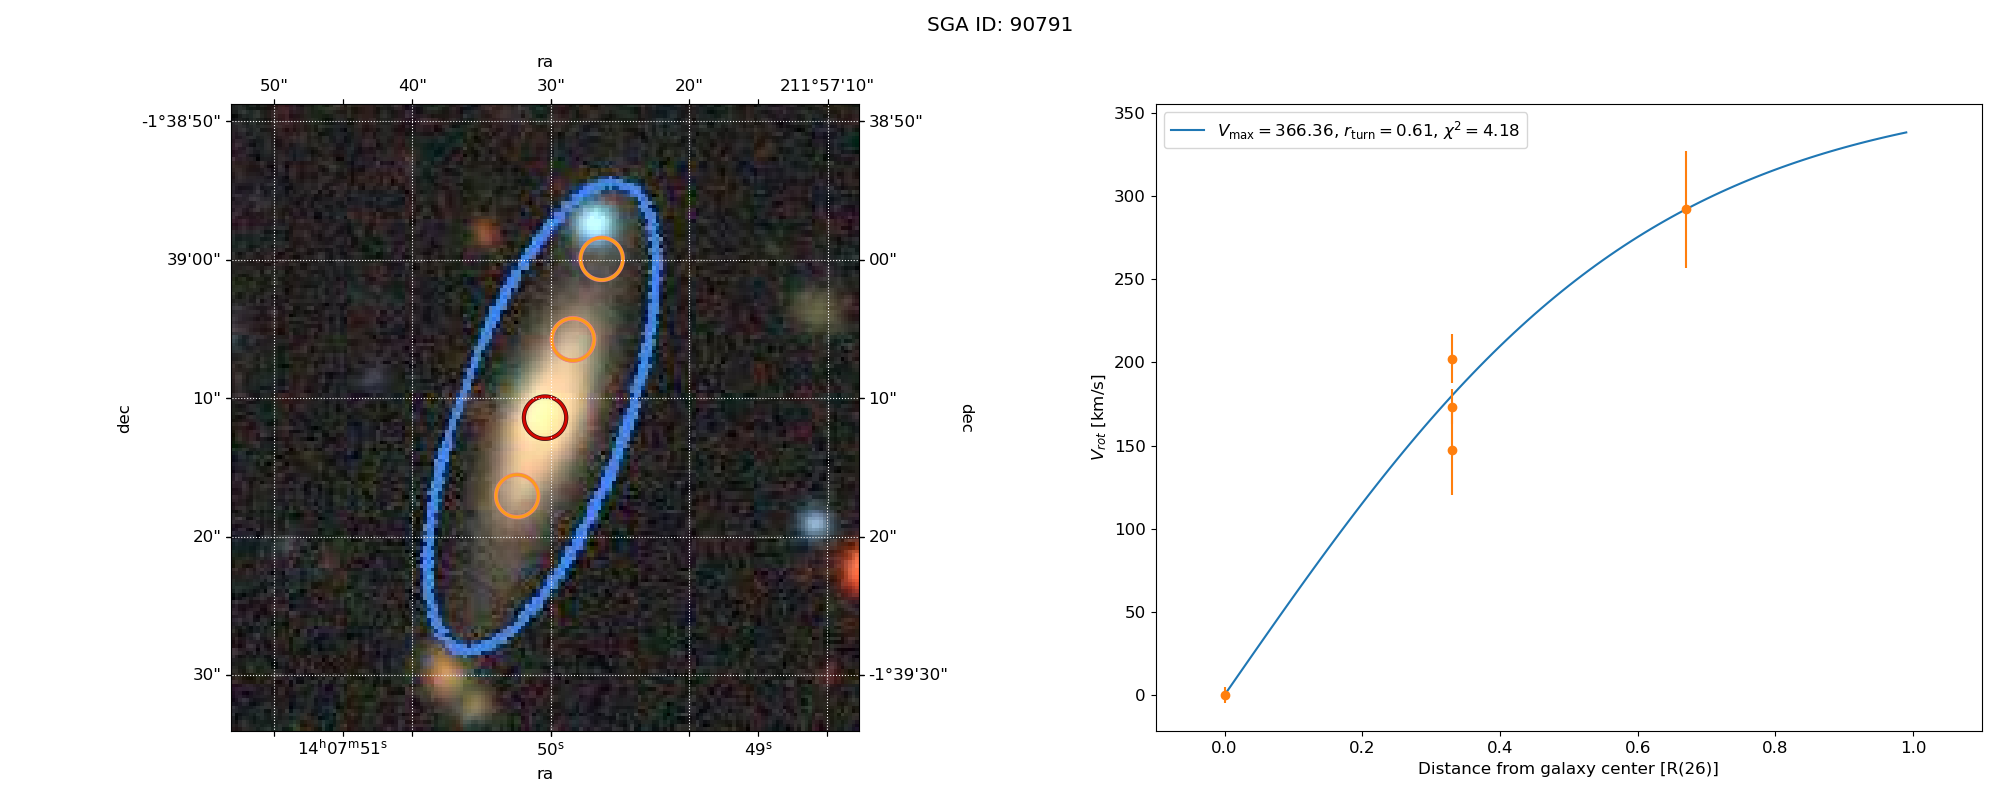 SGA ID: 90791
ra
50" 40" 30" 20" 211°57'10"
-1°38'50" 38'50"
39'00" 00"
10" 10"
20" 20"
30" -1°39'30"
dec
dec
14ʰ07ᵐ51ˢ 50ˢ 49ˢ
ra
V_max = 366.36, r_turn = 0.61, χ² = 4.18
350
300
250
200
150
100
50
0
V_rot [km/s]
0.0 0.2 0.4 0.6 0.8 1.0
Distance from galaxy center [R(26)]